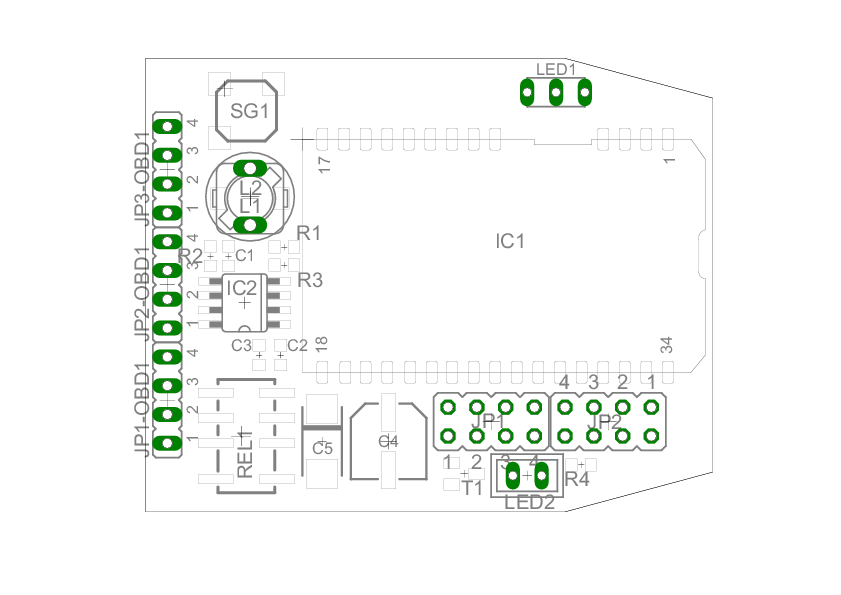 LED1
SG1
JP3-OBD1
4
3
2
1
17
1
L2
L1
R1
R2
C1
R3
IC1
JP2-OBD1
4
3
2
1
IC2
C3
C2
18
34
JP1-OBD1
4
3
2
1
REL1
C5
C4
4
3
2
1
JP1
JP2
1
2
3
4
T1
LED2
R4